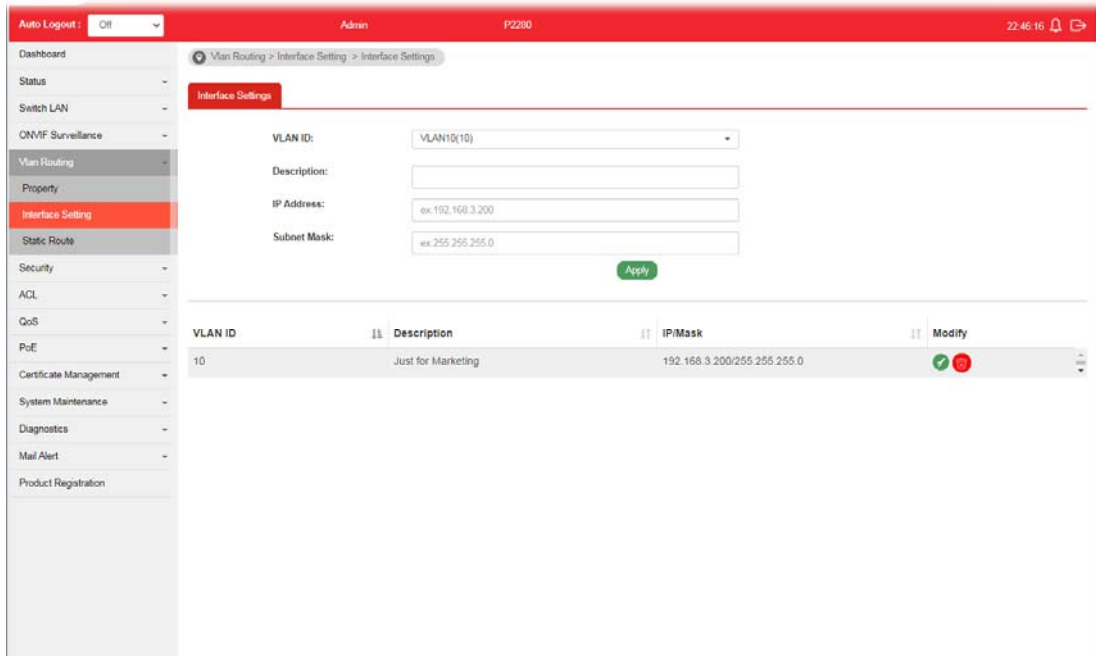 Auto Logout : Off Admin P2280 22:46:16
Dashboard
Status
Switch LAN
ONVIF Surveillance
Vlan Routing
Property
Interface Setting
Static Route
Security
ACL
QoS
PoE
Certificate Management
System Maintenance
Diagnostics
Mail Alert
Product Registration
Vlan Routing > Interface Setting > Interface Settings
Interface Settings
VLAN ID: VLAN10(10)
Description:
IP Address: ex.192.168.3.200
Subnet Mask: ex.255.255.255.0
Apply
VLAN ID Description IP/Mask Modify
10 Just for Marketing 192.168.3.200/255.255.255.0